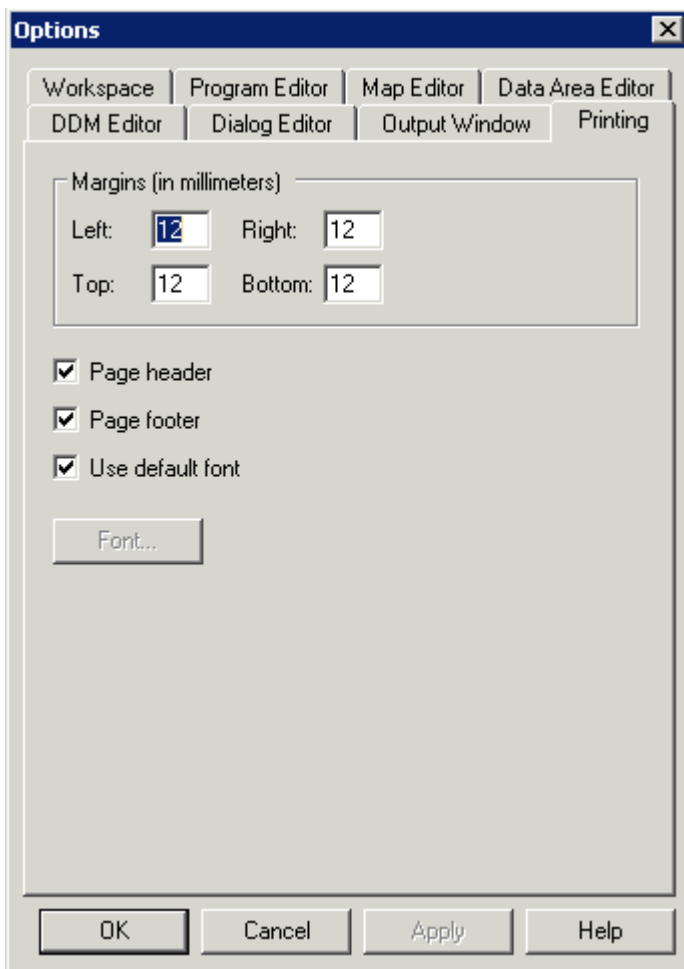 Options
Workspace Program Editor Map Editor Data Area Editor
DDM Editor Dialog Editor Output Window Printing
Margins (in millimeters)
Left: 12 Right: 12
Top: 12 Bottom: 12
Page header
Page footer
Use default font
Font...
OK Cancel Apply Help